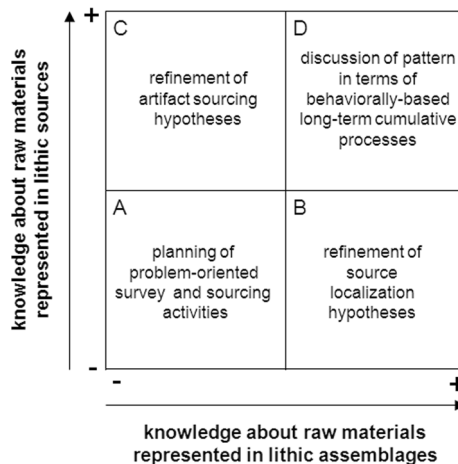 knowledge about raw materials
represented in lithic sources
+
-
C
refinement of
artifact sourcing
hypotheses
D
discussion of pattern
in terms of
behaviorally-based
long-term cumulative
processes
A
planning of
problem-oriented
survey and sourcing
activities
B
refinement of
source
localization
hypotheses
-
+
knowledge about raw materials
represented in lithic assemblages